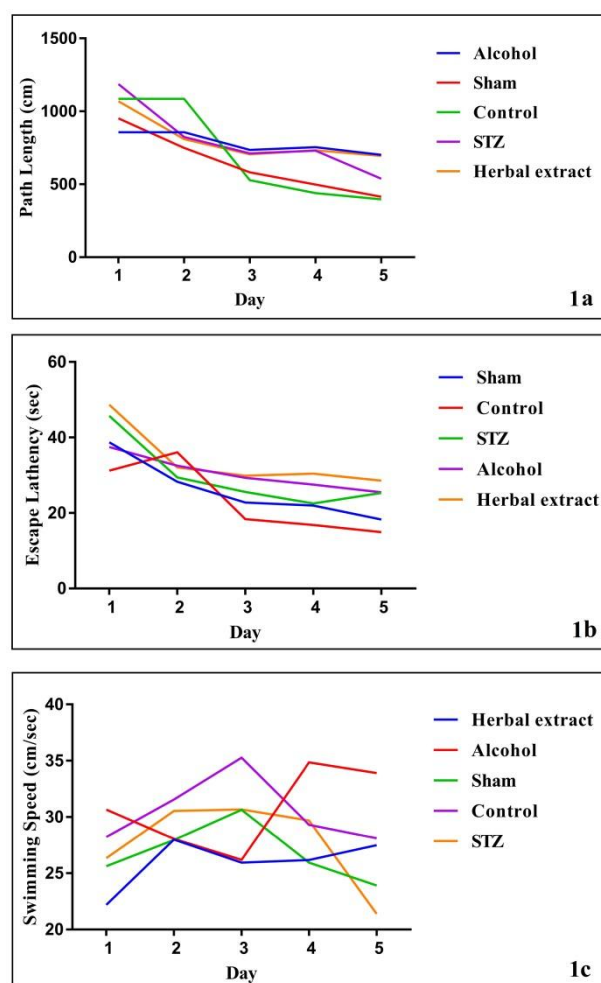 1500
1000
500
0
Path Length (cm)
1 2 3 4 5
Day
Alcohol
Sham
Control
STZ
Herbal extract
1a
60
40
20
0
Escape Lathency (sec)
1 2 3 4 5
Day
Sham
Control
STZ
Alcohol
Herbal extract
1b
40
35
30
25
20
Swimming Speed (cm/sec)
1 2 3 4 5
Day
Herbal extract
Alcohol
Sham
Control
STZ
1c